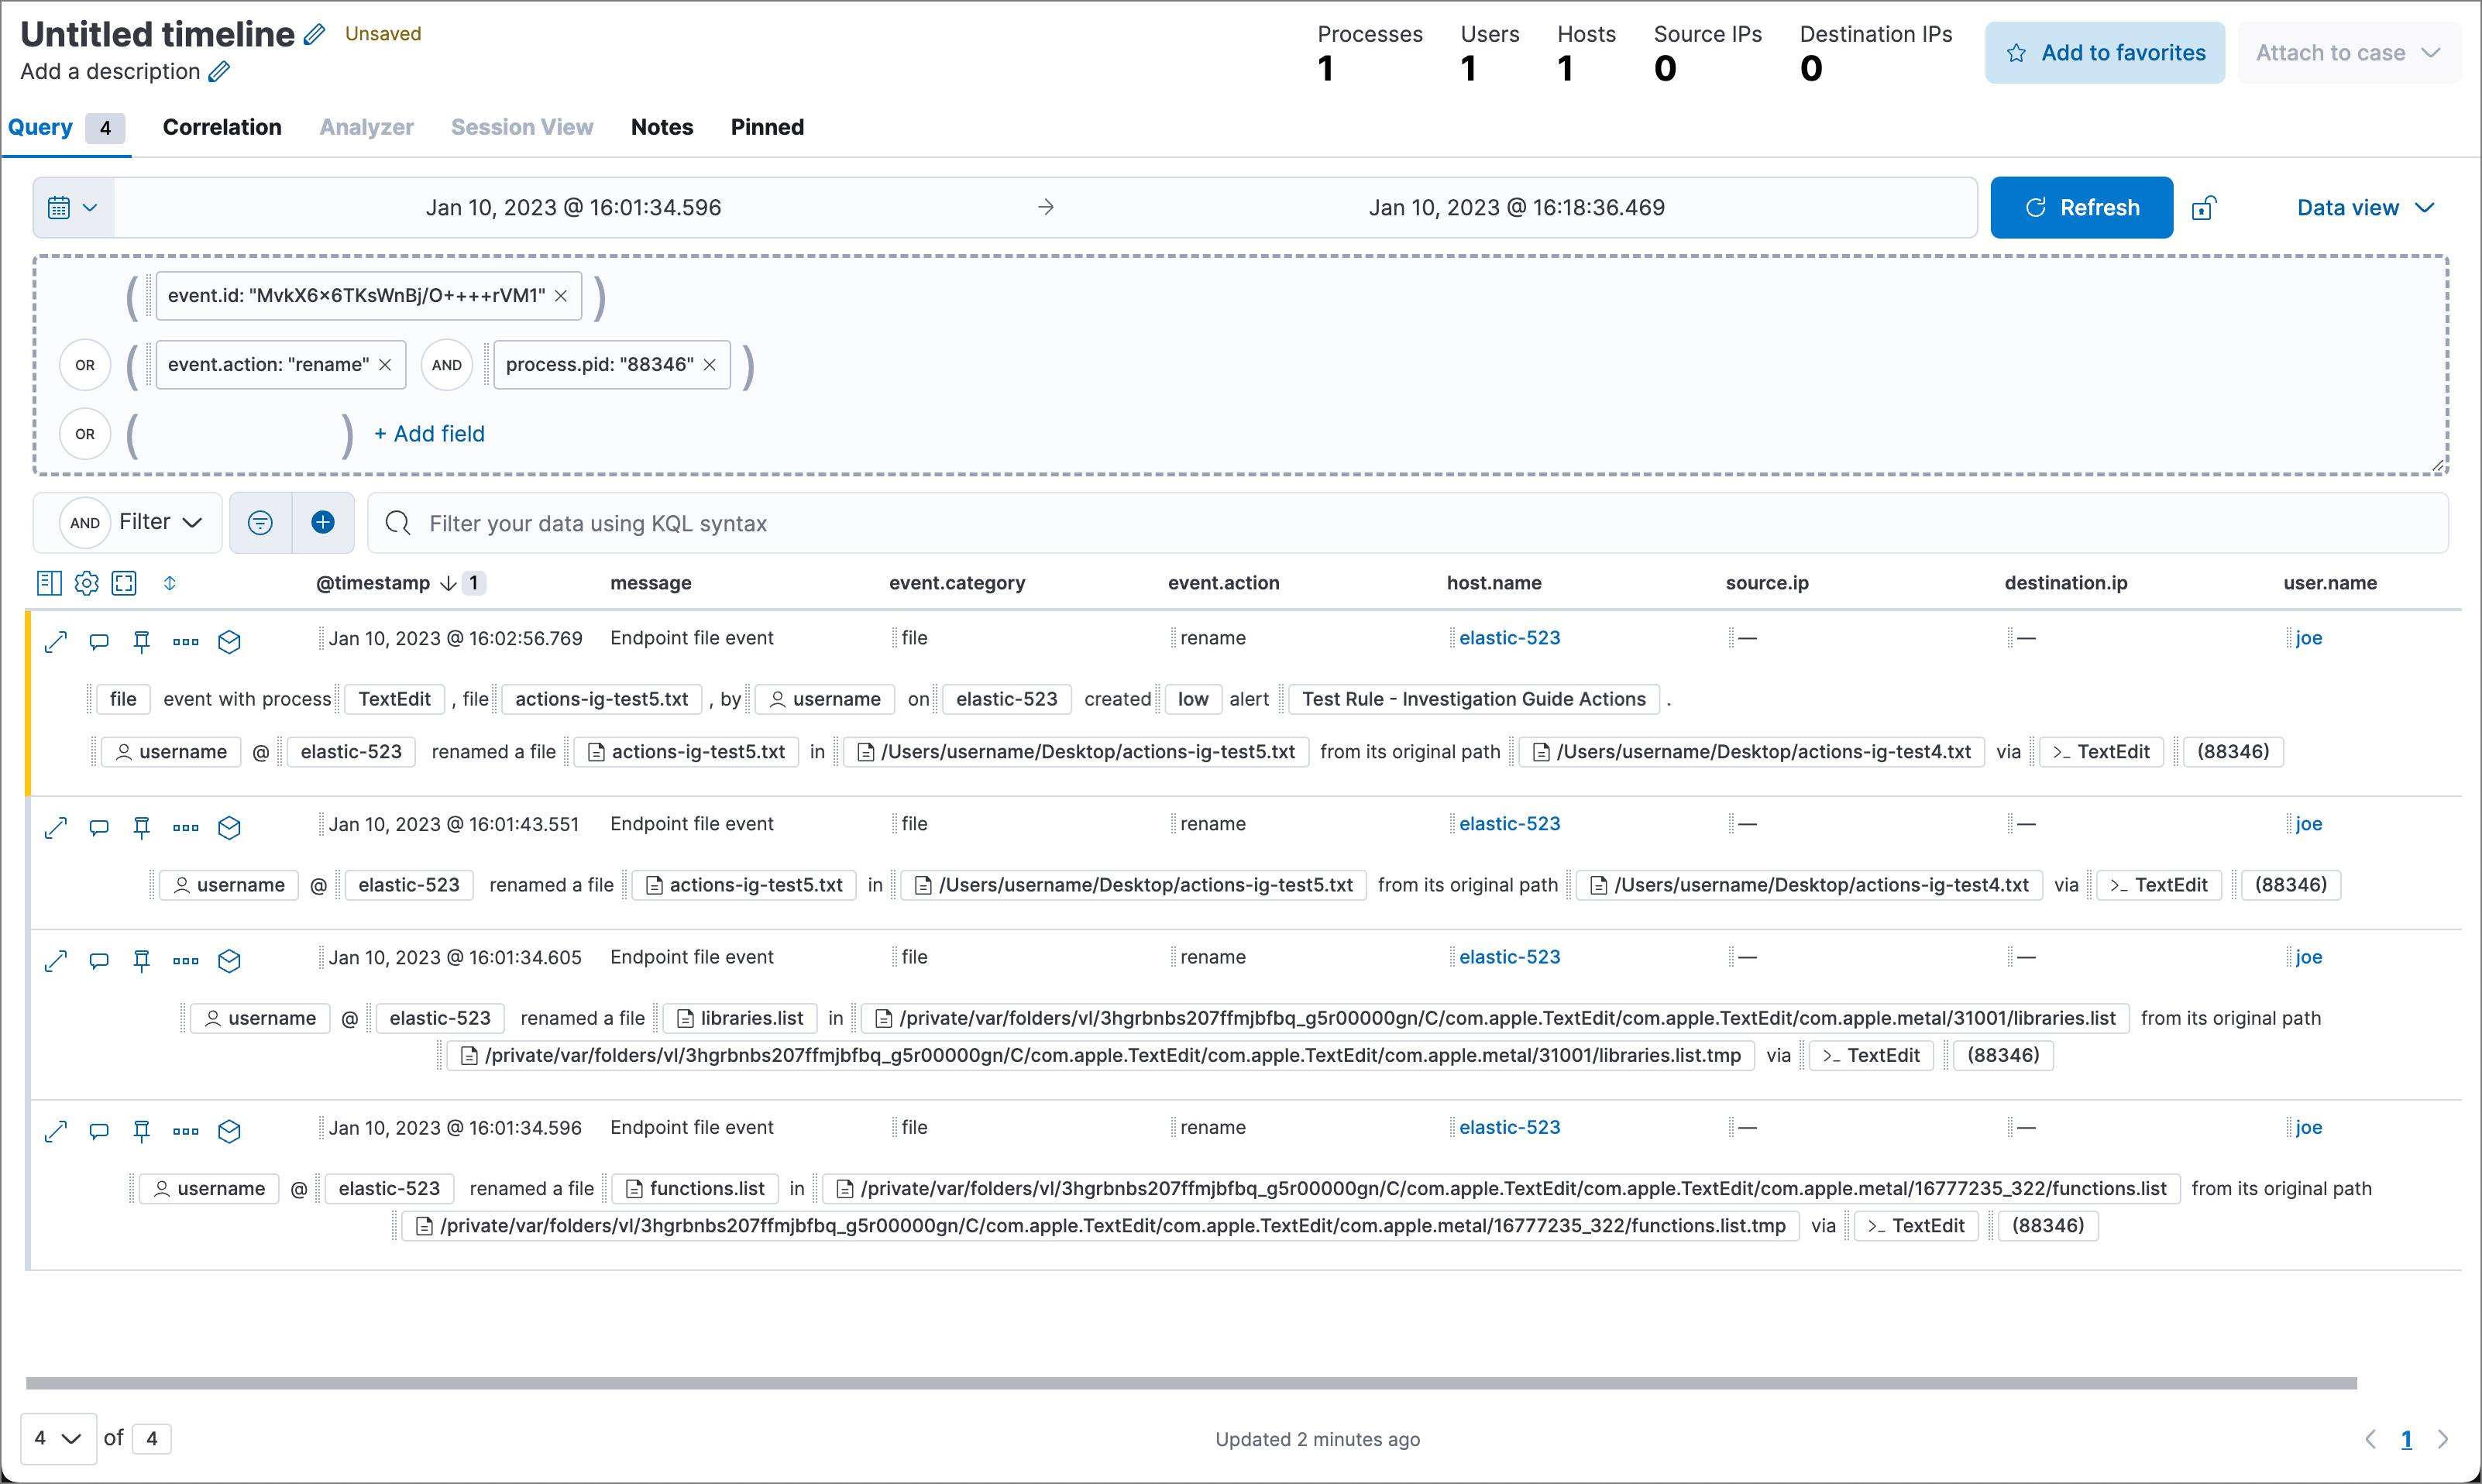 Untitled timeline Unsaved
Add a description
Processes Users Hosts Source IPs Destination IPs
1 1 1 0 0
Add to favorites Attach to case
Query 4 Correlation Analyzer Session View Notes Pinned
Jan 10, 2023 @ 16:01:34.596 → Jan 10, 2023 @ 16:18:36.469 Refresh Data view
( event.id: "MvkX6×6TKsWnBj/O++++rVM1" × )
OR ( event.action: "rename" × AND process.pid: "88346" × )
OR ( ) + Add field
AND Filter Filter your data using KQL syntax
@timestamp ↓ 1 message event.category event.action host.name source.ip destination.ip user.name
Jan 10, 2023 @ 16:02:56.769 Endpoint file event file rename elastic-523 — — joe
file event with process TextEdit , file actions-ig-test5.txt , by username on elastic-523 created low alert Test Rule - Investigation Guide Actions .
username @ elastic-523 renamed a file actions-ig-test5.txt in /Users/username/Desktop/actions-ig-test5.txt from its original path /Users/username/Desktop/actions-ig-test4.txt via >_ TextEdit (88346)
Jan 10, 2023 @ 16:01:43.551 Endpoint file event file rename elastic-523 — — joe
username @ elastic-523 renamed a file actions-ig-test5.txt in /Users/username/Desktop/actions-ig-test5.txt from its original path /Users/username/Desktop/actions-ig-test4.txt via >_ TextEdit (88346)
Jan 10, 2023 @ 16:01:34.605 Endpoint file event file rename elastic-523 — — joe
username @ elastic-523 renamed a file libraries.list in /private/var/folders/vl/3hgrbnbs207ffmjbfbq_g5r00000gn/C/com.apple.TextEdit/com.apple.TextEdit/com.apple.metal/31001/libraries.list from its original path
/private/var/folders/vl/3hgrbnbs207ffmjbfbq_g5r00000gn/C/com.apple.TextEdit/com.apple.TextEdit/com.apple.metal/31001/libraries.list.tmp via >_ TextEdit (88346)
Jan 10, 2023 @ 16:01:34.596 Endpoint file event file rename elastic-523 — — joe
username @ elastic-523 renamed a file functions.list in /private/var/folders/vl/3hgrbnbs207ffmjbfbq_g5r00000gn/C/com.apple.TextEdit/com.apple.TextEdit/com.apple.metal/16777235_322/functions.list from its original path
/private/var/folders/vl/3hgrbnbs207ffmjbfbq_g5r00000gn/C/com.apple.TextEdit/com.apple.TextEdit/com.apple.metal/16777235_322/functions.list.tmp via >_ TextEdit (88346)
4 of 4 Updated 2 minutes ago < 1 >